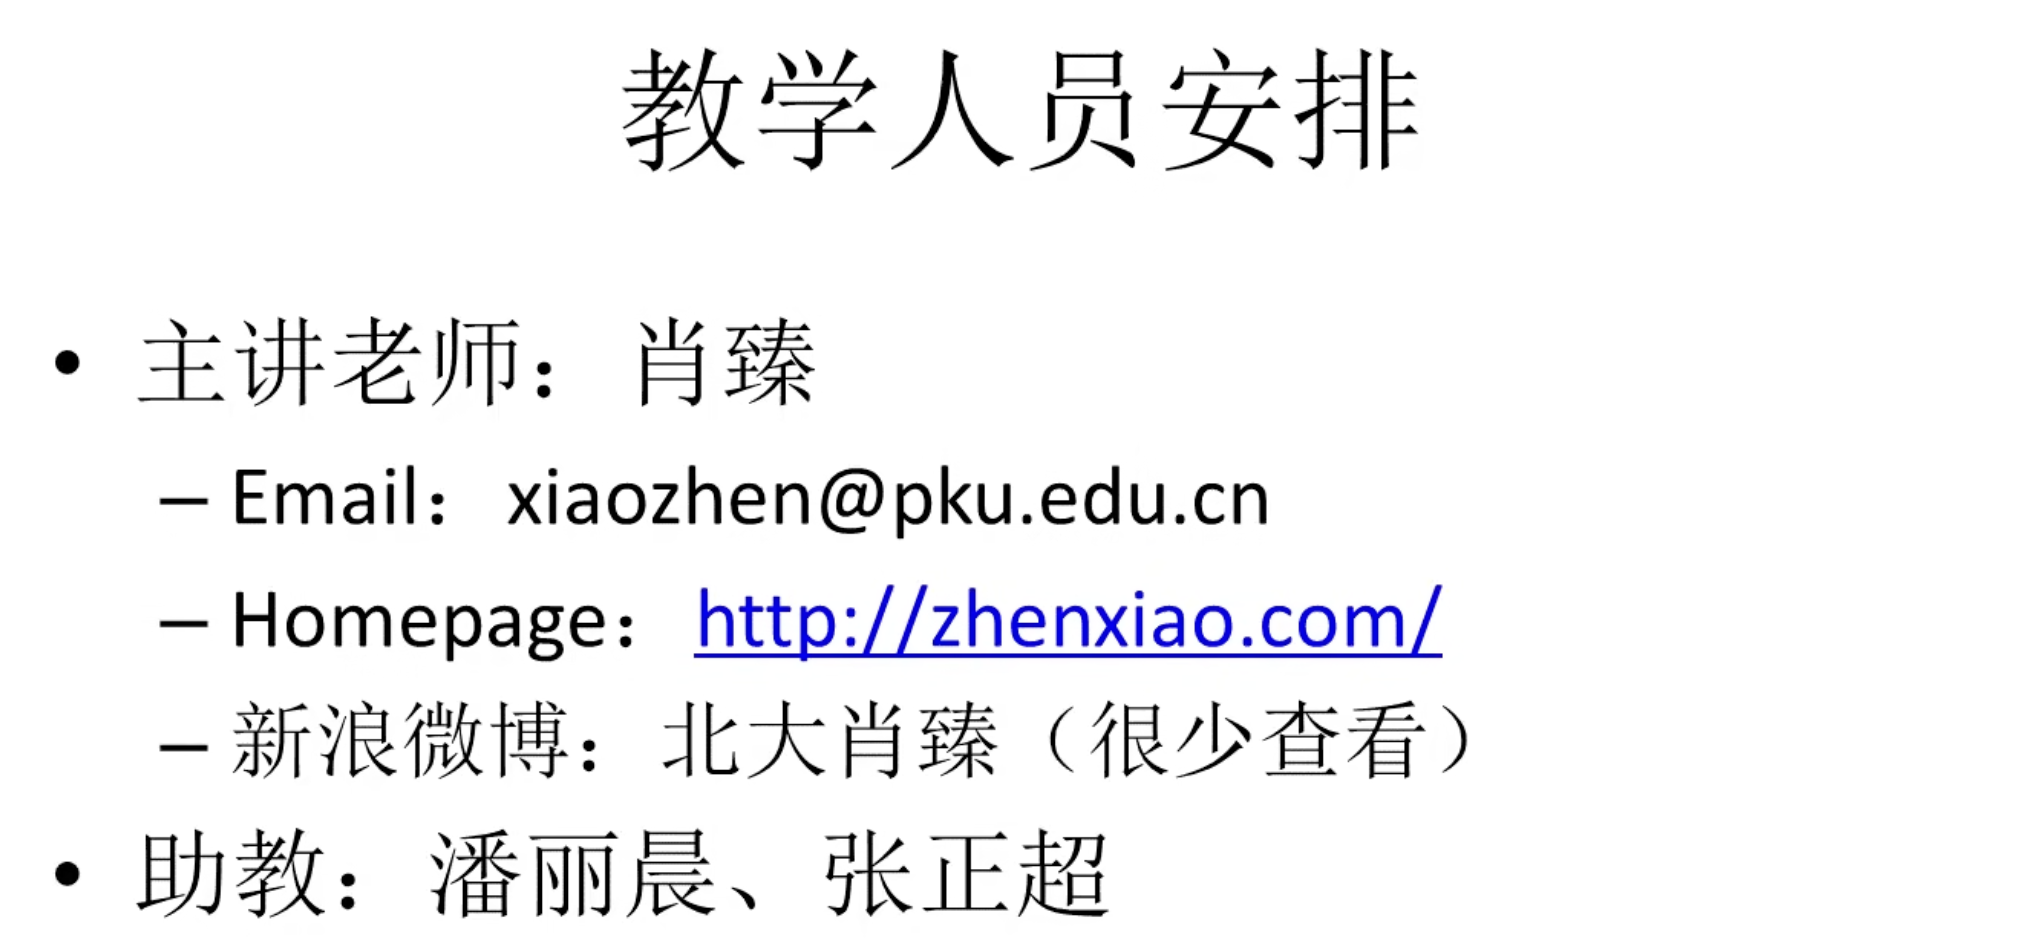 教学人员安排
• 主讲老师：肖臻
– Email：xiaozhen@pku.edu.cn
– Homepage：http://zhenxiao.com/
– 新浪微博：北大肖臻（很少查看）
• 助教：潘丽晨、张正超